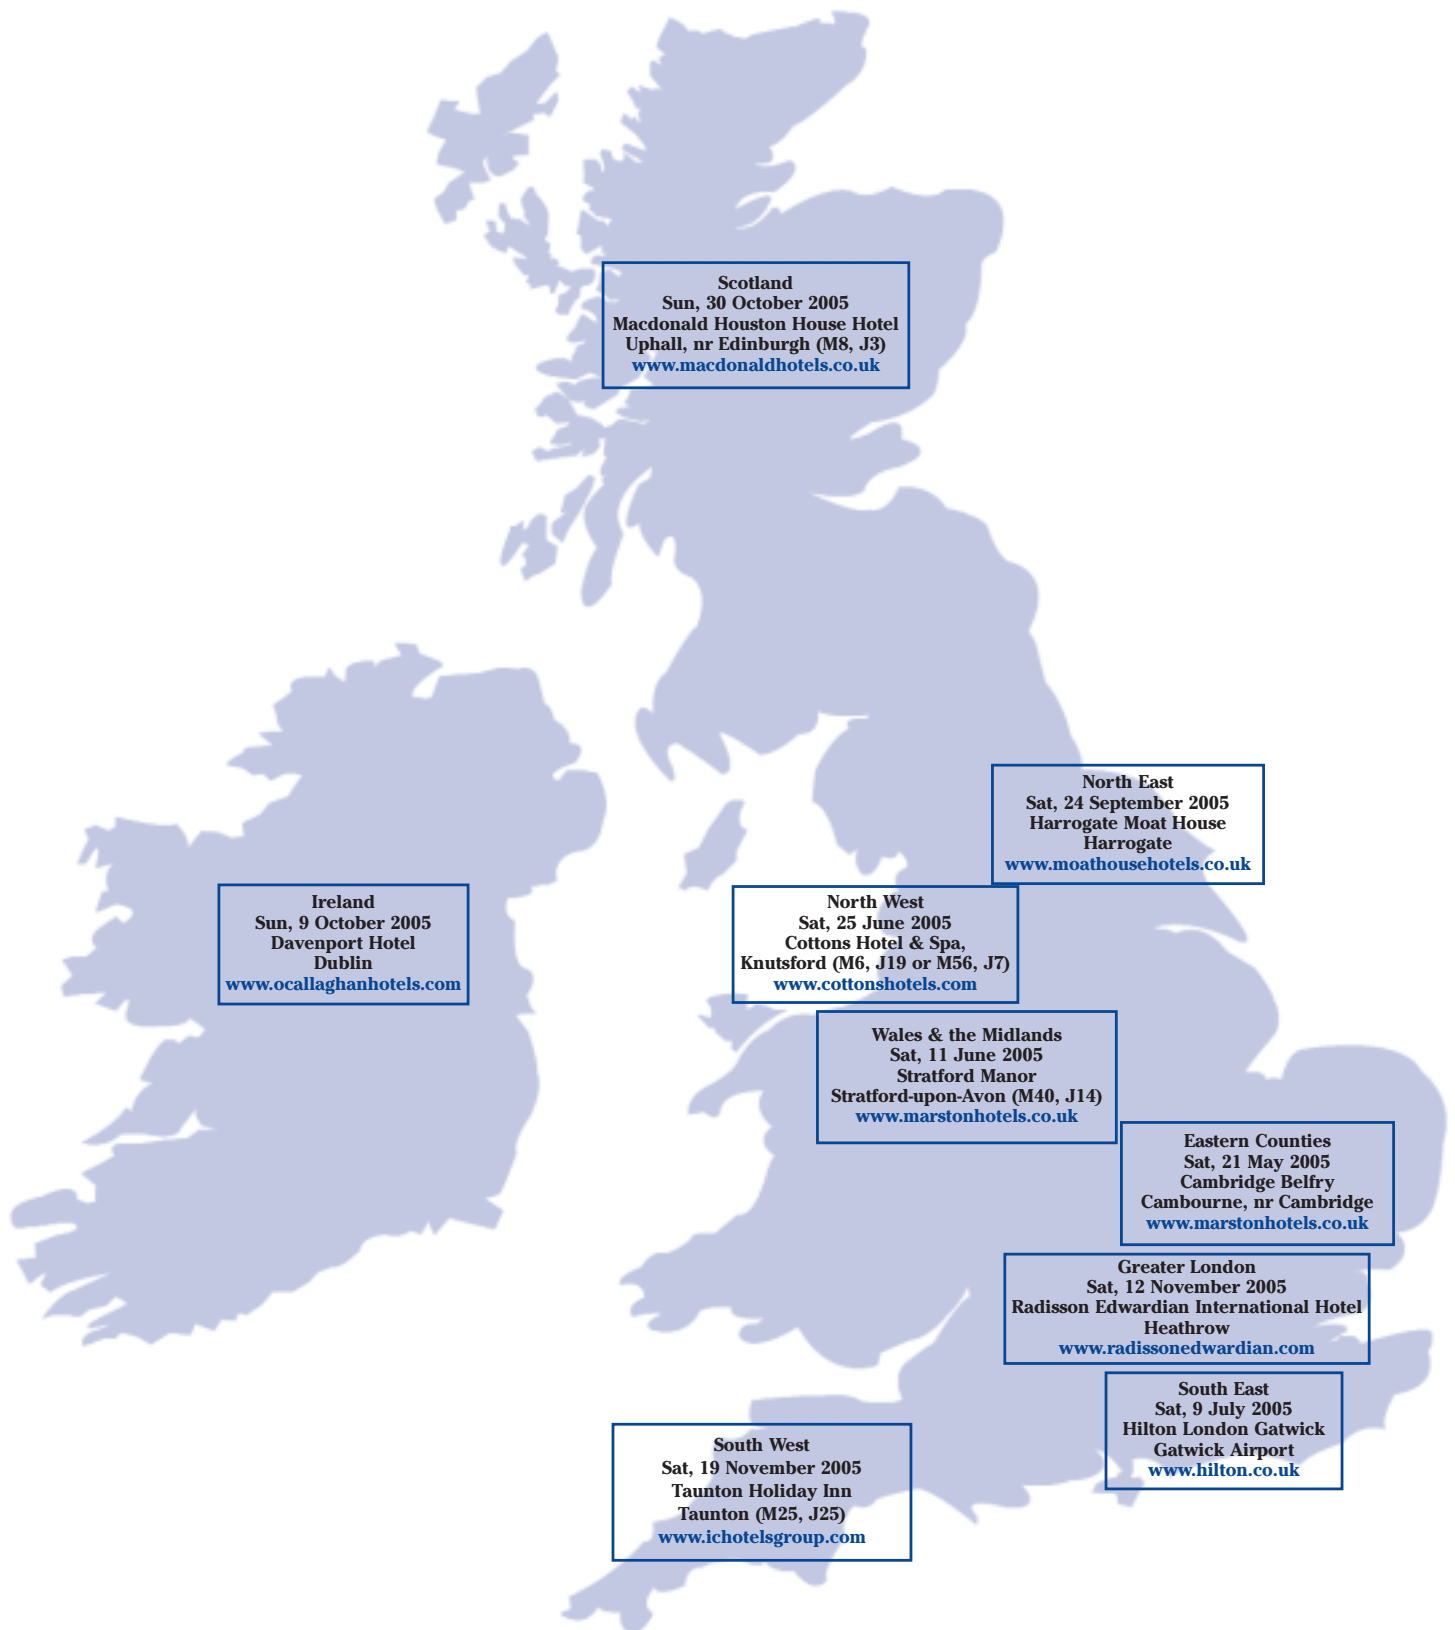 Scotland
Sun, 30 October 2005
Macdonald Houston House Hotel
Uphall, nr Edinburgh (M8, J3)
www.macdonaldhotels.co.uk
North East
Sat, 24 September 2005
Harrogate Moat House
Harrogate
www.moathousehotels.co.uk
Ireland
Sun, 9 October 2005
Davenport Hotel
Dublin
www.ocallaghanhotels.com
North West
Sat, 25 June 2005
Cottons Hotel & Spa,
Knutsford (M6, J19 or M56, J7)
www.cottonshotels.com
Wales & the Midlands
Sat, 11 June 2005
Stratford Manor
Stratford-upon-Avon (M40, J14)
www.marstonhotels.co.uk
Eastern Counties
Sat, 21 May 2005
Cambridge Belfry
Cambourne, nr Cambridge
www.marstonhotels.co.uk
Greater London
Sat, 12 November 2005
Radisson Edwardian International Hotel
Heathrow
www.radissonedwardian.com
South East
Sat, 9 July 2005
Hilton London Gatwick
Gatwick Airport
www.hilton.co.uk
South West
Sat, 19 November 2005
Taunton Holiday Inn
Taunton (M25, J25)
www.ichotelsgroup.com